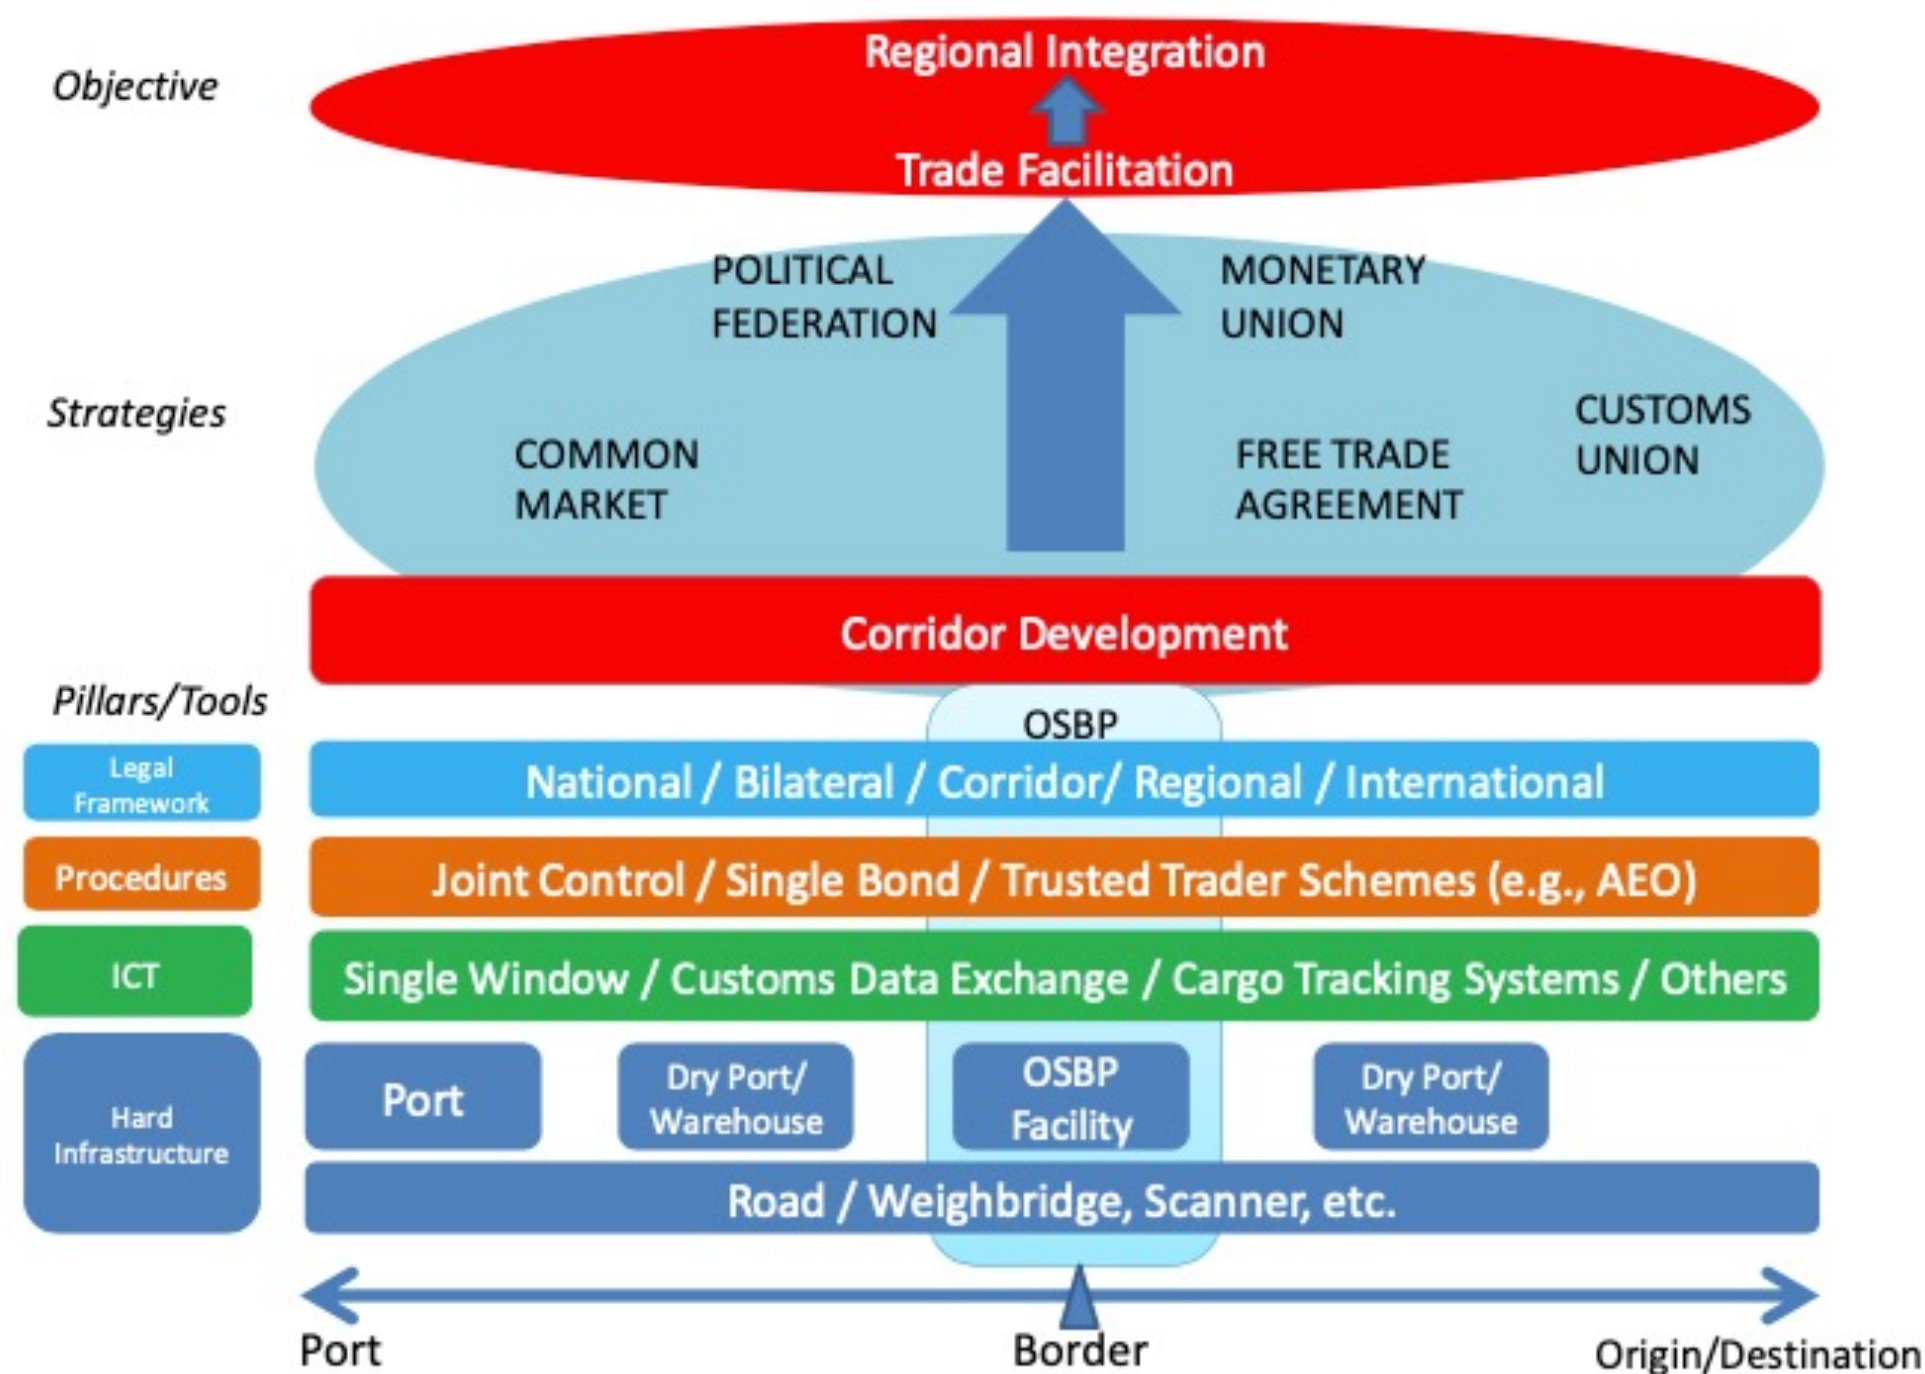 Objective
Regional Integration
Trade Facilitation
Strategies
POLITICAL
FEDERATION
MONETARY
UNION
COMMON
MARKET
FREE TRADE
AGREEMENT
CUSTOMS
UNION
Corridor Development
Pillars/Tools
OSBP
Legal
Framework
National / Bilateral / Corridor/ Regional / International
Procedures
Joint Control / Single Bond / Trusted Trader Schemes (e.g., AEO)
ICT
Single Window / Customs Data Exchange / Cargo Tracking Systems / Others
Hard
Infrastructure
Port
Dry Port/
Warehouse
OSBP
Facility
Dry Port/
Warehouse
Road / Weighbridge, Scanner, etc.
Port
Border
Origin/Destination